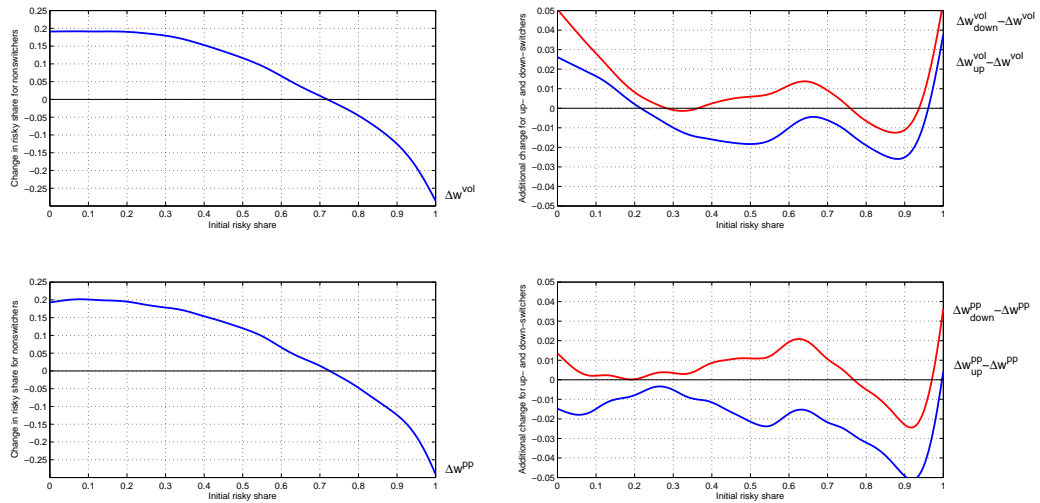 Change in risky share for nonswitchers
0.25
0.2
0.15
0.1
0.05
0
−0.05
−0.1
−0.15
−0.2
−0.25
0 0.1 0.2 0.3 0.4 0.5 0.6 0.7 0.8 0.9 1
Initial risky share
Δw^vol
Additional change for up− and down−switchers
0.05
0.04
0.03
0.02
0.01
0
−0.01
−0.02
−0.03
−0.04
−0.05
0 0.1 0.2 0.3 0.4 0.5 0.6 0.7 0.8 0.9 1
Initial risky share
Δw^vol_down−Δw^vol
Δw^vol_up−Δw^vol
Change in risky share for nonswitchers
0.25
0.2
0.15
0.1
0.05
0
−0.05
−0.1
−0.15
−0.2
−0.25
0 0.1 0.2 0.3 0.4 0.5 0.6 0.7 0.8 0.9 1
Initial risky share
Δw^pp
Additional change for up− and down−switchers
0.05
0.04
0.03
0.02
0.01
0
−0.01
−0.02
−0.03
−0.04
−0.05
0 0.1 0.2 0.3 0.4 0.5 0.6 0.7 0.8 0.9 1
Initial risky share
Δw^pp_down−Δw^pp
Δw^pp_up−Δw^pp